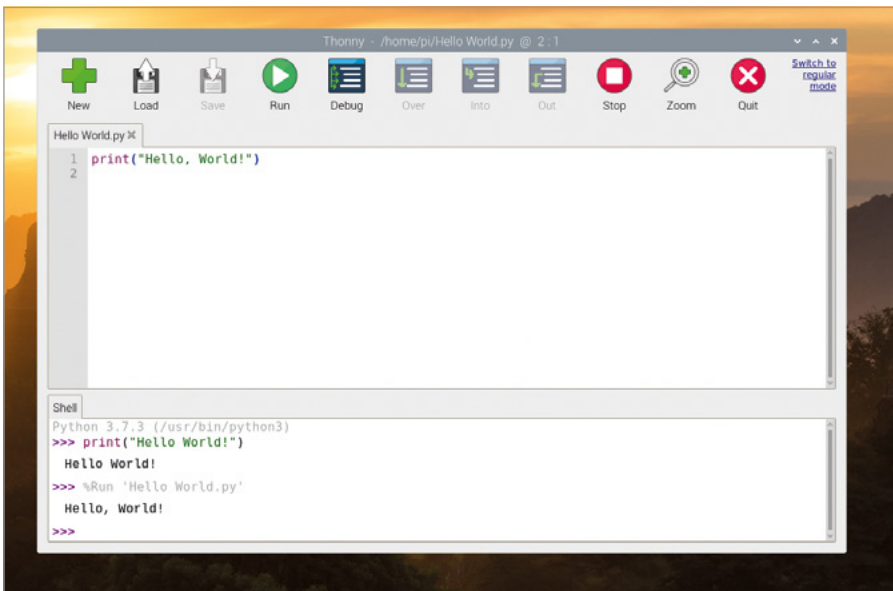 Thonny - /home/pi/Hello World.py @ 2:1
New Load Save Run Debug Over Into Out Stop Zoom Quit
Switch to
regular
mode
Hello World.py
1 print("Hello, World!")
2
Shell
Python 3.7.3 (/usr/bin/python3)
>>> print("Hello World!")
Hello World!
>>> %Run 'Hello World.py'
Hello, World!
>>>